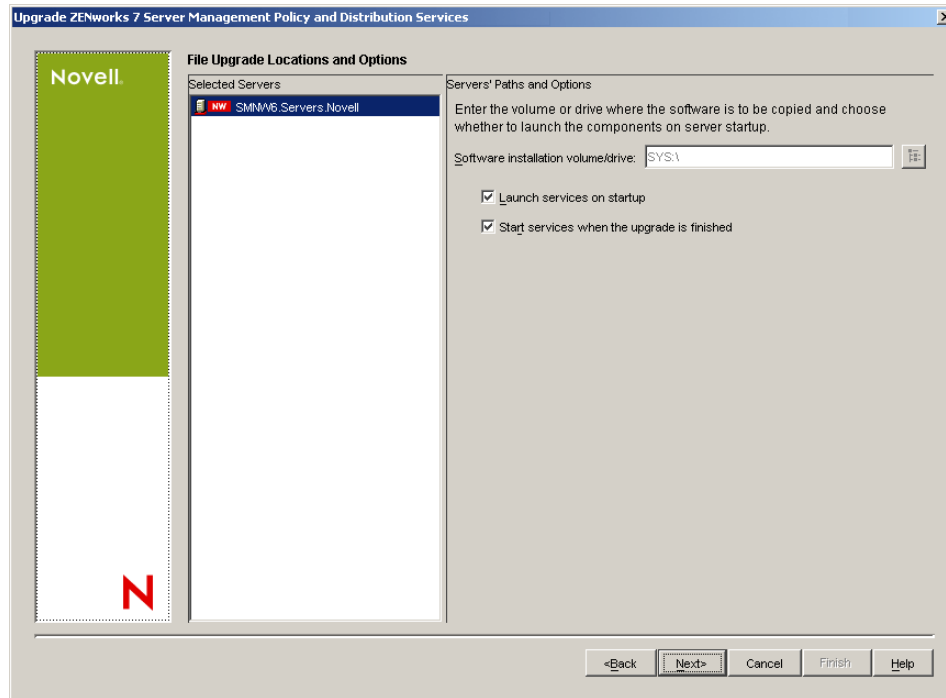 Upgrade ZENworks 7 Server Management Policy and Distribution Services
Novell.
File Upgrade Locations and Options
Selected Servers
NW SMNW6.Servers.Novell
Servers' Paths and Options
Enter the volume or drive where the software is to be copied and choose
whether to launch the components on server startup.
Software installation volume/drive: SYS:\
Launch services on startup
Start services when the upgrade is finished
N
<Back Next> Cancel Finish Help